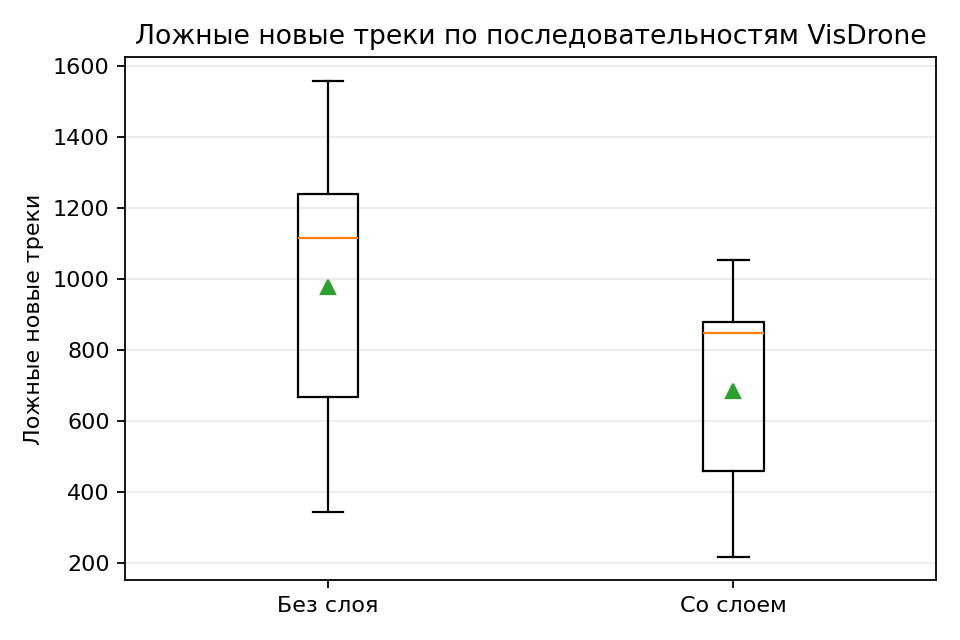 Ложные новые треки по последовательностям VisDrone
Ложные новые треки
1600
1400
1200
1000
800
600
400
200
Без слоя
Со слоем